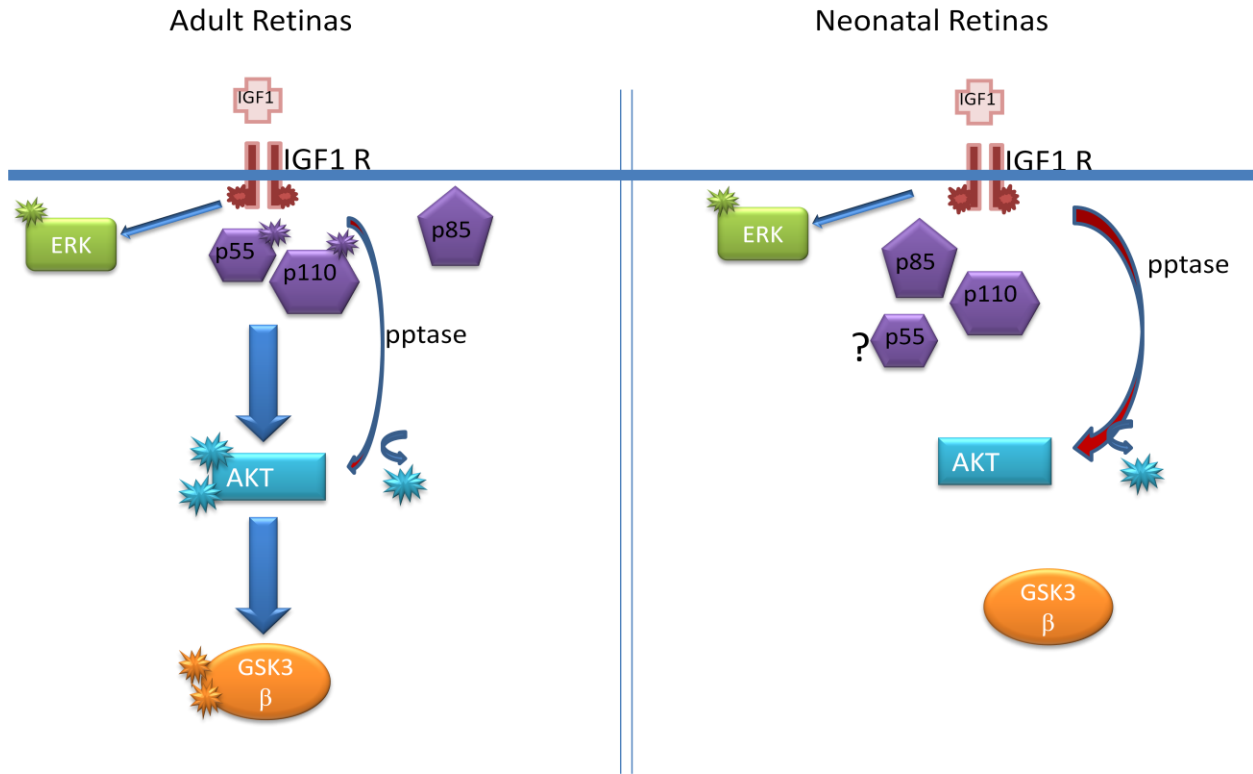 Adult Retinas
IGF1
IGF1 R
ERK
p55
p110
p85
pptase
AKT
GSK3
β
Neonatal Retinas
IGF1
IGF1 R
ERK
p85
p110
p55
?
pptase
AKT
GSK3
β